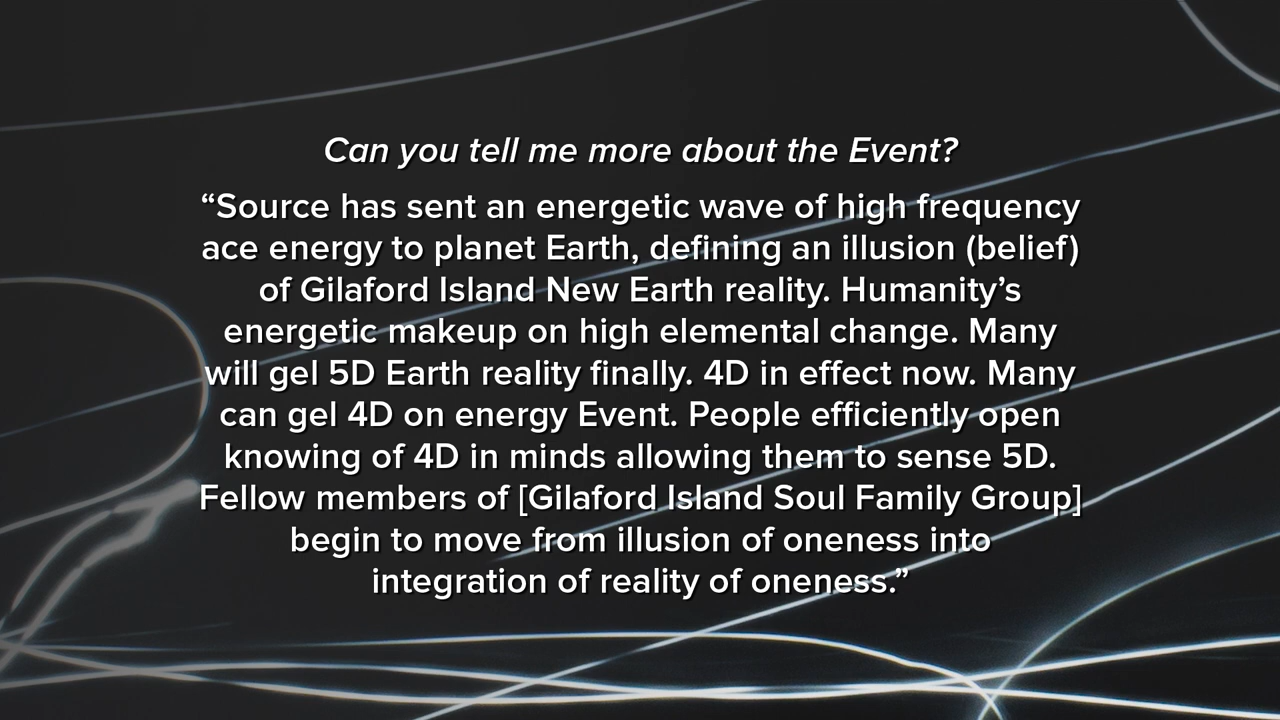 Can you tell me more about the Event?
“Source has sent an energetic wave of high frequency
ace energy to planet Earth, defining an illusion (belief)
of Gilaford Island New Earth reality. Humanity’s
energetic makeup on high elemental change. Many
will gel 5D Earth reality finally. 4D in effect now. Many
can gel 4D on energy Event. People efficiently open
knowing of 4D in minds allowing them to sense 5D.
Fellow members of [Gilaford Island Soul Family Group]
begin to move from illusion of oneness into
integration of reality of oneness.”